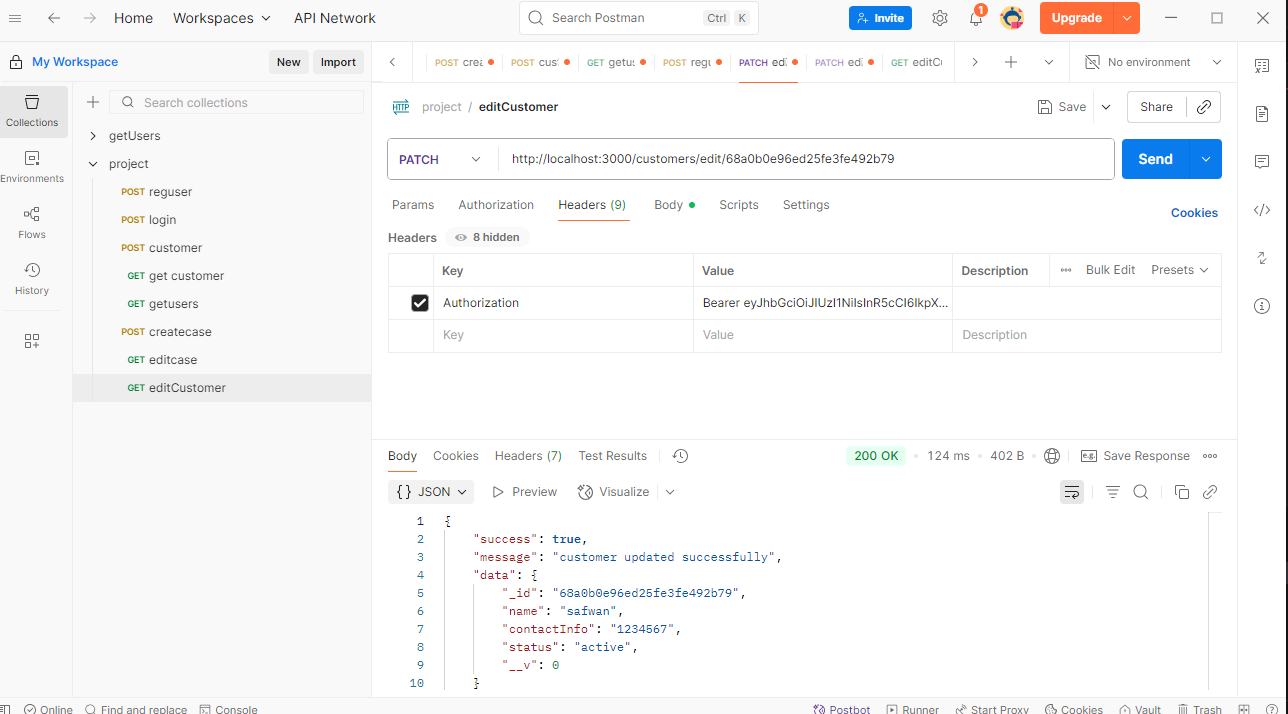 Home Workspaces API Network Search Postman Ctrl K Invite 1 Upgrade
My Workspace New Import POST crea POST cust GET getus POST regu PATCH edi PATCH edi GET editC No environment
Collections
Environments
Flows
History
Search collections
getUsers
project
POST reguser
POST login
POST customer
GET get customer
GET getusers
POST createcase
GET editcase
GET editCustomer
HTTP project / editCustomer Save Share
PATCH http://localhost:3000/customers/edit/68a0b0e96ed25fe3fe492b79 Send
Params Authorization Headers (9) Body Scripts Settings Cookies
Headers 8 hidden
Key Value Description Bulk Edit Presets
Authorization Bearer
Key Value Description
Body Cookies Headers (7) Test Results 200 OK 124 ms 402 B e.g. Save Response
{} JSON Preview Visualize
1 {
2 "success": true,
3 "message": "customer updated successfully",
4 "data": {
5 "_id": "68a0b0e96ed25fe3fe492b79",
6 "name": "safwan",
7 "contactInfo": "1234567",
8 "status": "active",
9 "__v": 0
10 }
Online Find and replace Console Postbot Runner Start Proxy Cookies Vault Trash